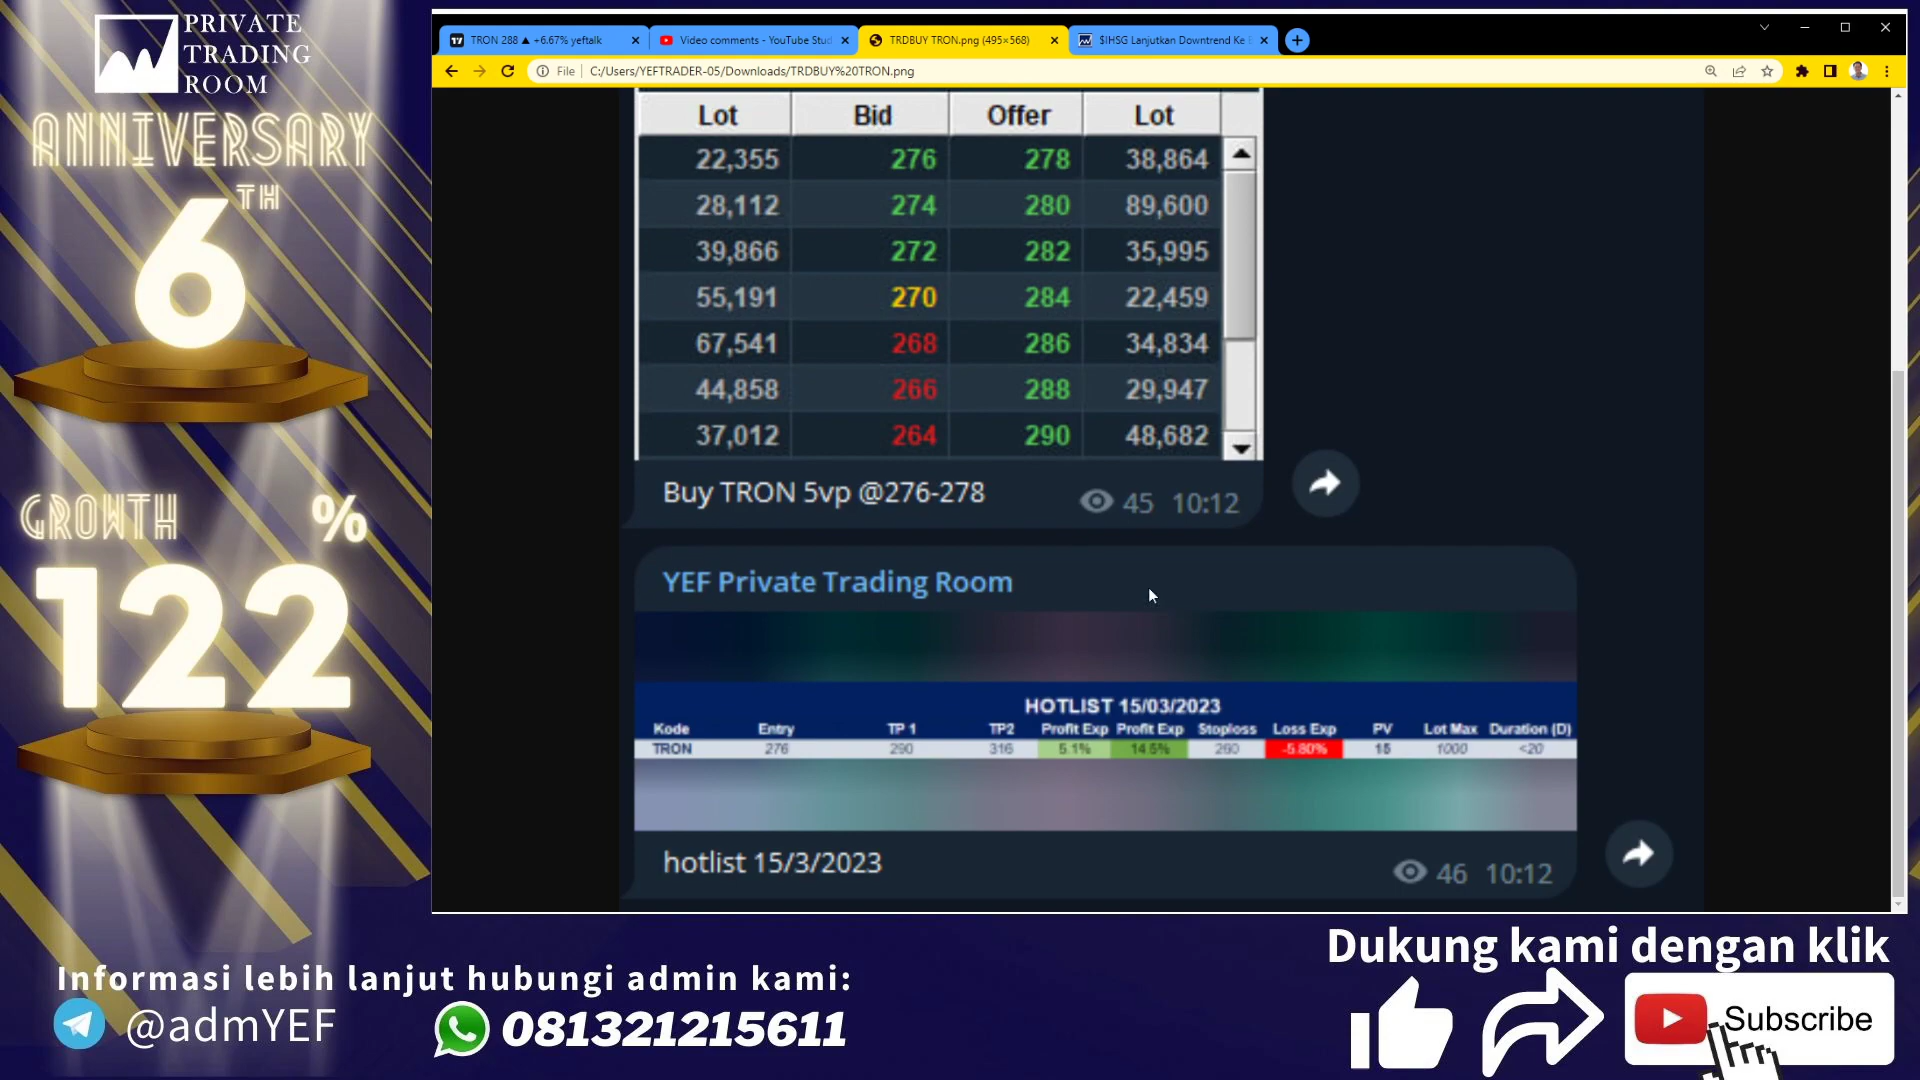 PRIVATE
TRADING
ROOM
ANNIVERSARY
6TH
GROWTH %
122
TRON 288 ▲ +6.67% yeftalk
Video comments - YouTube Stud
TRDBUY TRON.png (495×568)
$IHSG Lanjutkan Downtrend Ke
File | C:/Users/YEFTRADER-05/Downloads/TRDBUY%20TRON.png
Lot Bid Offer Lot
22,355 276 278 38,864
28,112 274 280 89,600
39,866 272 282 35,995
55,191 270 284 22,459
67,541 268 286 34,834
44,858 266 288 29,947
37,012 264 290 48,682
Buy TRON 5vp @276-278
45 10:12
YEF Private Trading Room
HOTLIST 15/03/2023
Kode Entry TP 1 TP2 Profit Exp Profit Exp Stoploss Loss Exp PV Lot Max Duration (D)
TRON 276 290 316 5.1% 14.5% 260 -5.80% 15 1000 <20
hotlist 15/3/2023
46 10:12
Informasi lebih lanjut hubungi admin kami:
@admYEF
081321215611
Dukung kami dengan klik
Subscribe